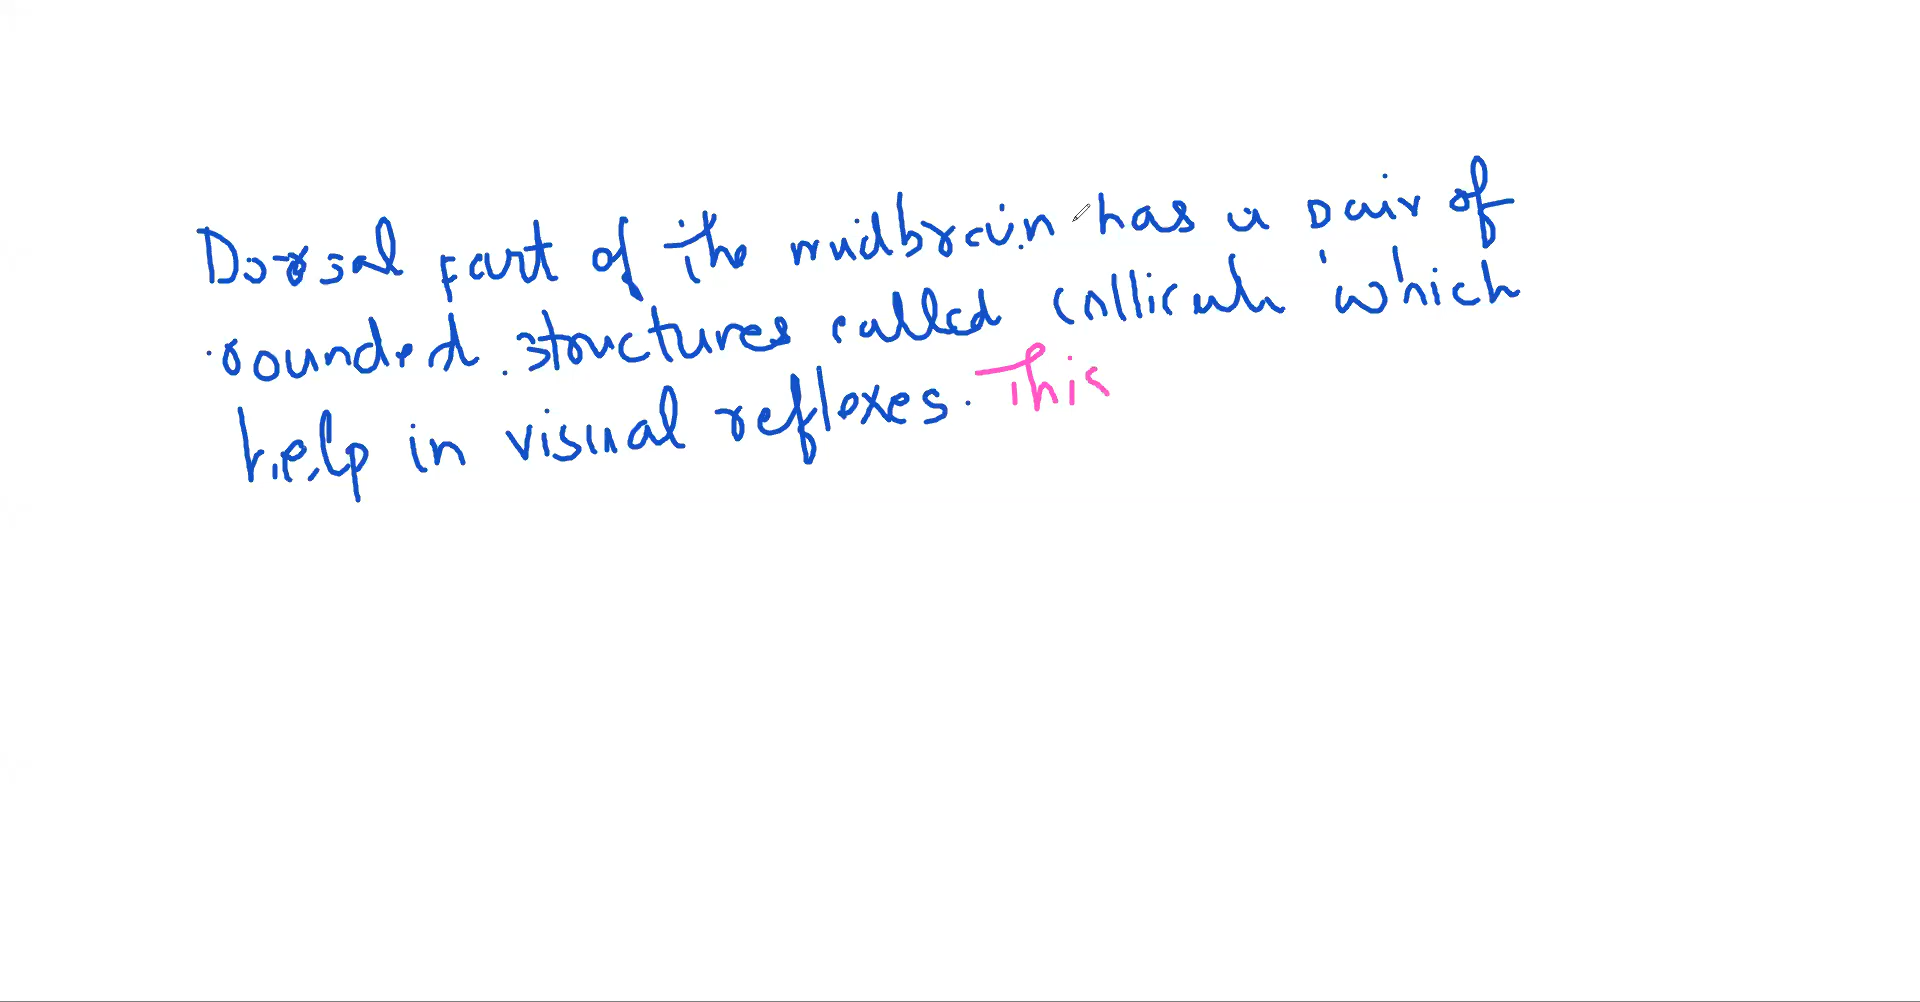 Dorsal part of the midbrain has a pair of
rounded structures called colliculi which
help in visual reflexes. This